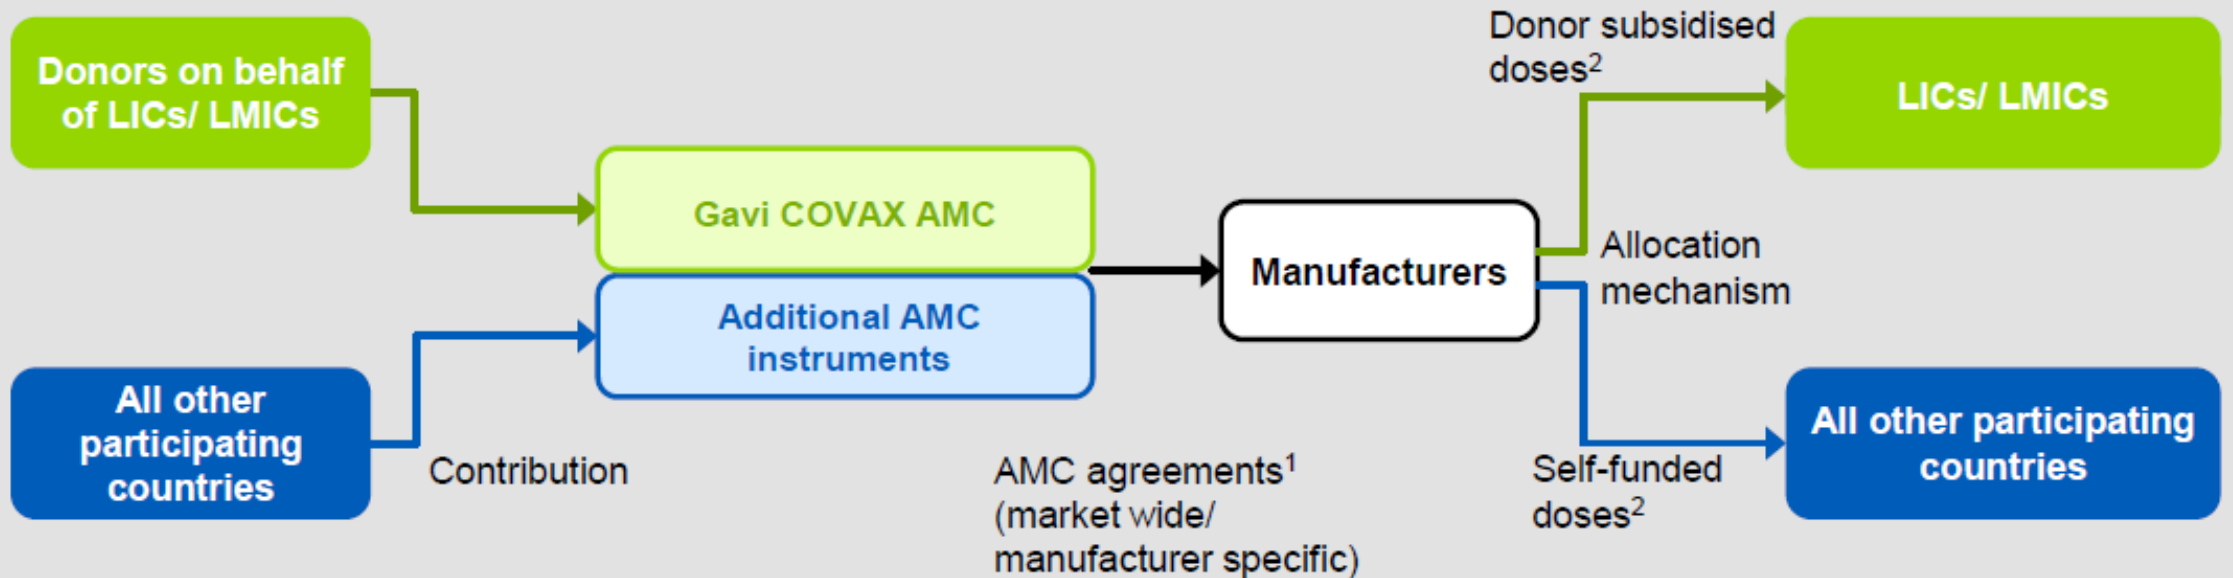 Donors on behalf
of LICs/ LMICs
All other
participating
countries
Contribution
Gavi COVAX AMC
Additional AMC
instruments
AMC agreements¹
(market wide/
manufacturer specific)
Manufacturers
Donor subsidised
doses²
Allocation
mechanism
Self-funded
doses²
LICs/ LMICs
All other participating
countries